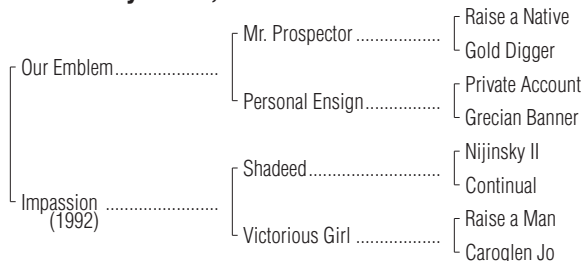 Raise a Native
Mr. Prospector
Gold Digger
Our Emblem
Private Account
Personal Ensign
Grecian Banner
Nijinsky II
Shadeed
Continual
Impassion
(1992)
Raise a Man
Victorious Girl
Caroglen Jo